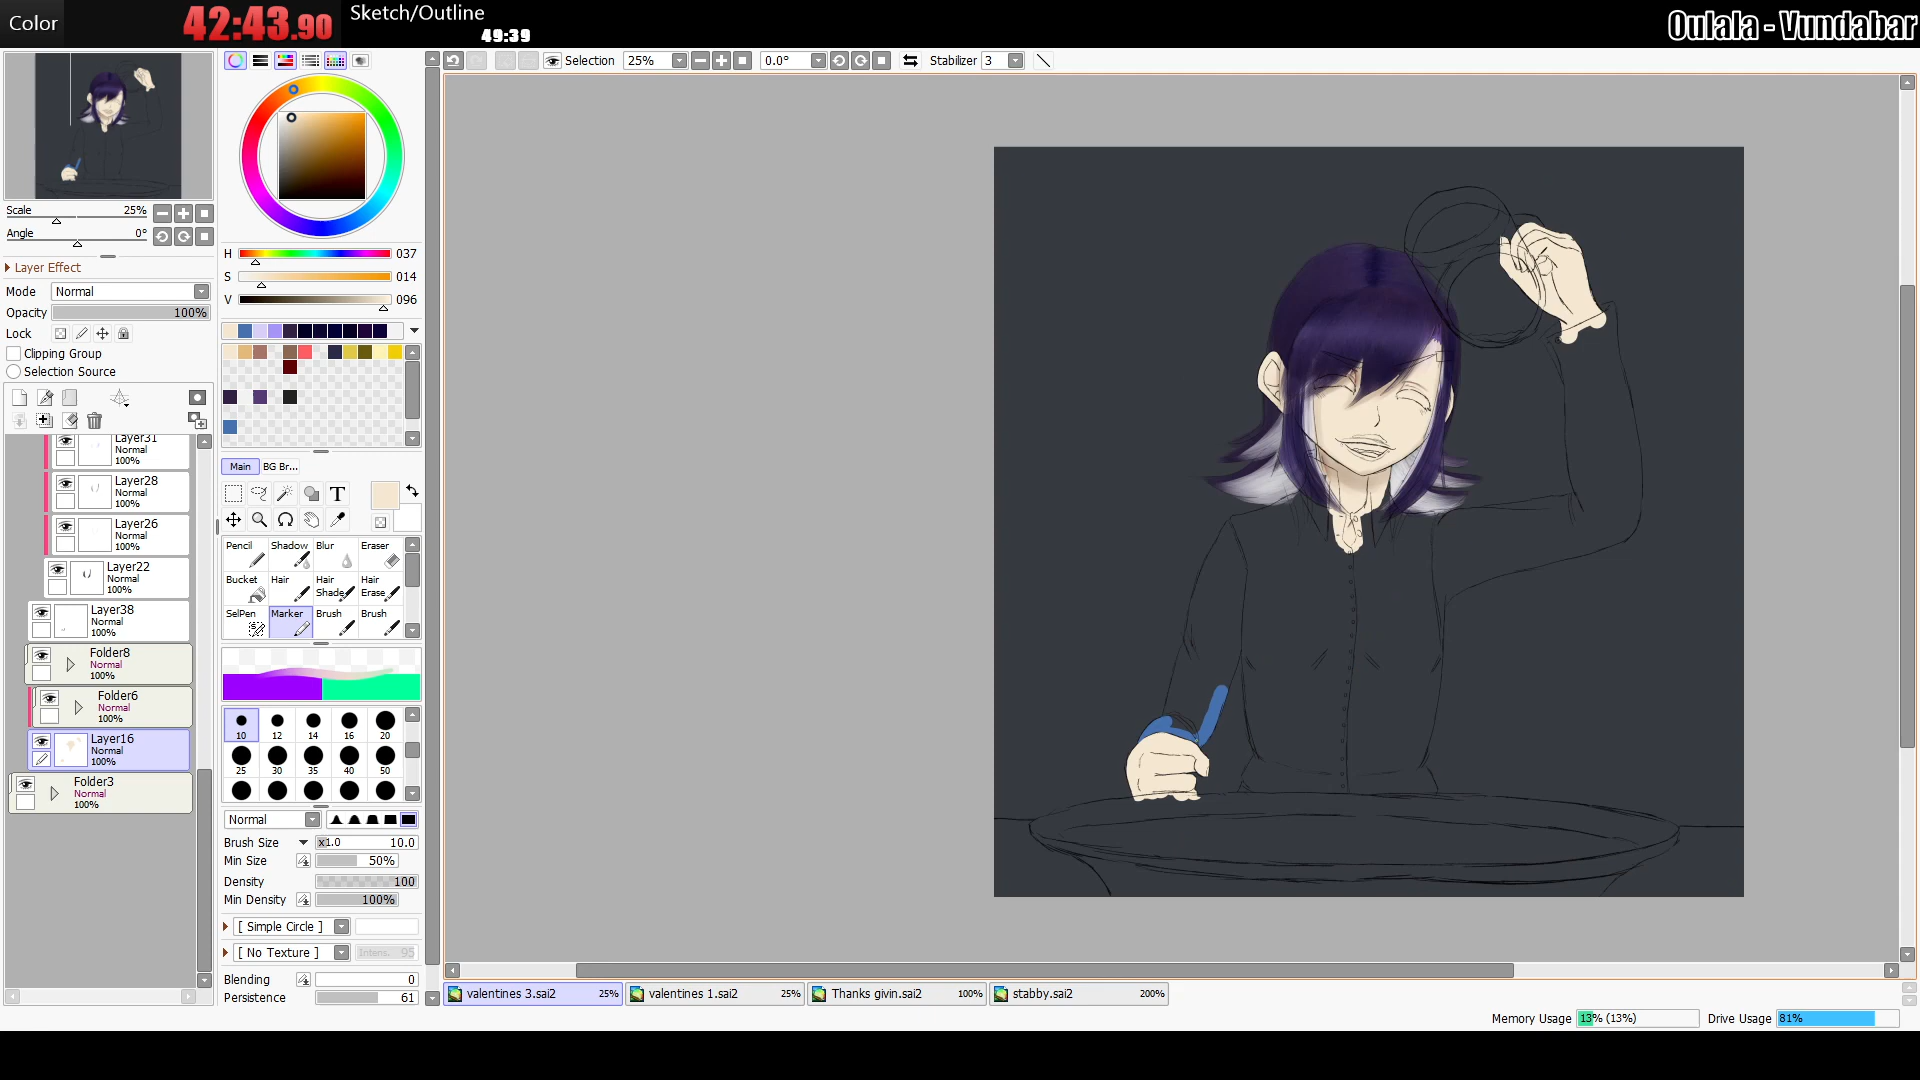 Color
42:43.90
Sketch/Outline
49:39
Oulala - Vundabar
Selection
25%
0.0°
Stabilizer 3
Scale 25%
Angle 0°
Layer Effect
Mode Normal
Opacity 100%
Lock
Clipping Group
Selection Source
Layer31
Normal
100%
Layer28
Normal
100%
Layer26
Normal
100%
Layer22
Normal
100%
Layer38
Normal
100%
Folder8
Normal
100%
Folder6
Normal
100%
Layer16
Normal
100%
Folder3
Normal
100%
H 037
S 014
V 096
Main BG Br...
T
Pencil Shadow Blur Eraser
Bucket Hair Hair Shade Hair Erase
SelPen Marker Brush Brush
10 12 14 16 20
25 30 35 40 50
Normal
Brush Size x1.0 10.0
Min Size 50%
Density 100
Min Density 100%
[ Simple Circle ]
[ No Texture ] Intens. 95
Blending 0
Persistence 61
valentines 3.sai2 25%
valentines 1.sai2 25%
Thanks givin.sai2 100%
stabby.sai2 200%
Memory Usage 13% (13%)
Drive Usage 81%